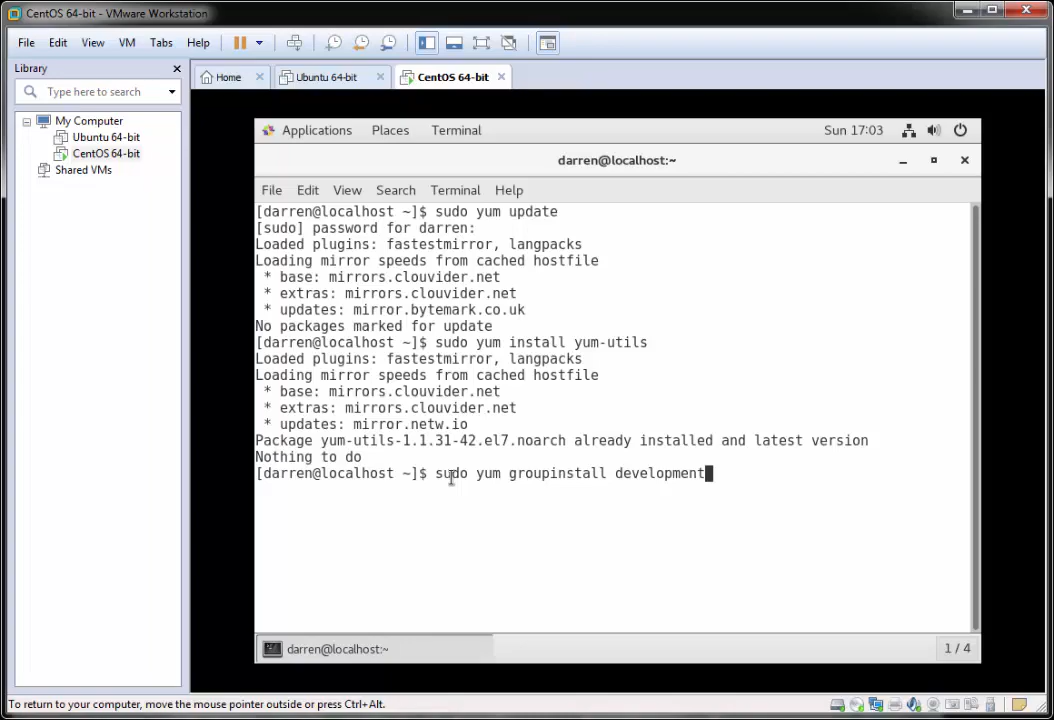 CentOS 64-bit - VMware Workstation
File Edit View VM Tabs Help
Library
Type here to search
My Computer
Ubuntu 64-bit
CentOS 64-bit
Shared VMs
Home
Ubuntu 64-bit
CentOS 64-bit
Applications Places Terminal Sun 17:03
darren@localhost:~
File Edit View Search Terminal Help
[darren@localhost ~]$ sudo yum update
[sudo] password for darren:
Loaded plugins: fastestmirror, langpacks
Loading mirror speeds from cached hostfile
 * base: mirrors.clouvider.net
 * extras: mirrors.clouvider.net
 * updates: mirror.bytemark.co.uk
No packages marked for update
[darren@localhost ~]$ sudo yum install yum-utils
Loaded plugins: fastestmirror, langpacks
Loading mirror speeds from cached hostfile
 * base: mirrors.clouvider.net
 * extras: mirrors.clouvider.net
 * updates: mirror.netw.io
Package yum-utils-1.1.31-42.el7.noarch already installed and latest version
Nothing to do
[darren@localhost ~]$ sudo yum groupinstall development
darren@localhost:~
1 / 4
To return to your computer, move the mouse pointer outside or press Ctrl+Alt.